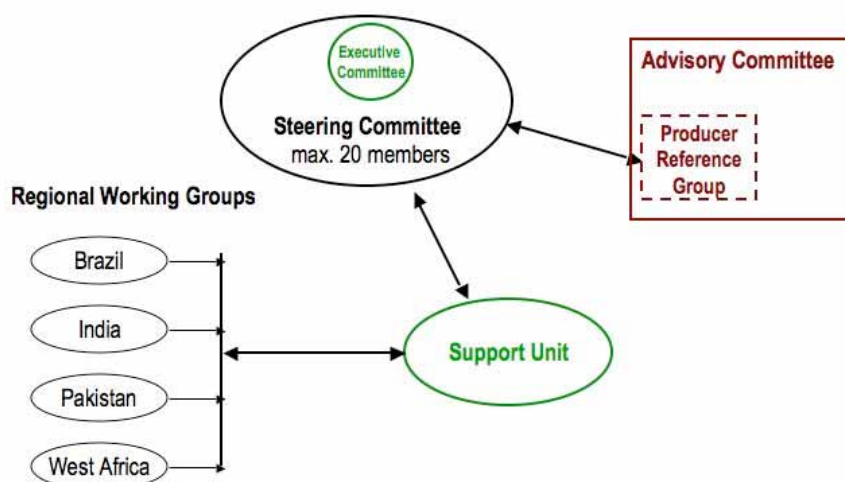 Executive
Committee
Steering Committee
max. 20 members
Advisory Committee
Producer
Reference
Group
Regional Working Groups
Brazil
India
Pakistan
West Africa
Support Unit